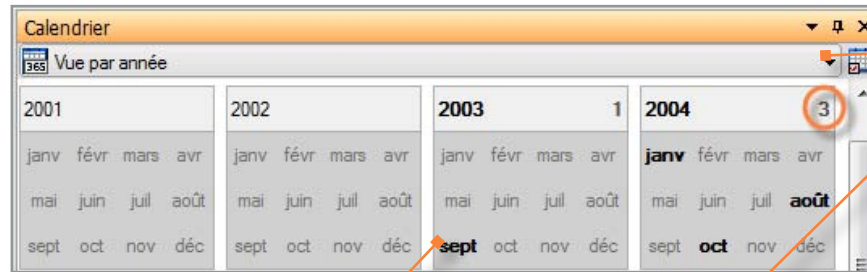 Calendrier
365 Vue par année
2001 2002 2003 1 2004 3
janv févr mars avr janv févr mars avr janv févr mars avr janv févr mars avr
mai juin juil août mai juin juil août mai juin juil août mai juin juil août
sept oct nov déc sept oct nov déc sept oct nov déc sept oct nov déc